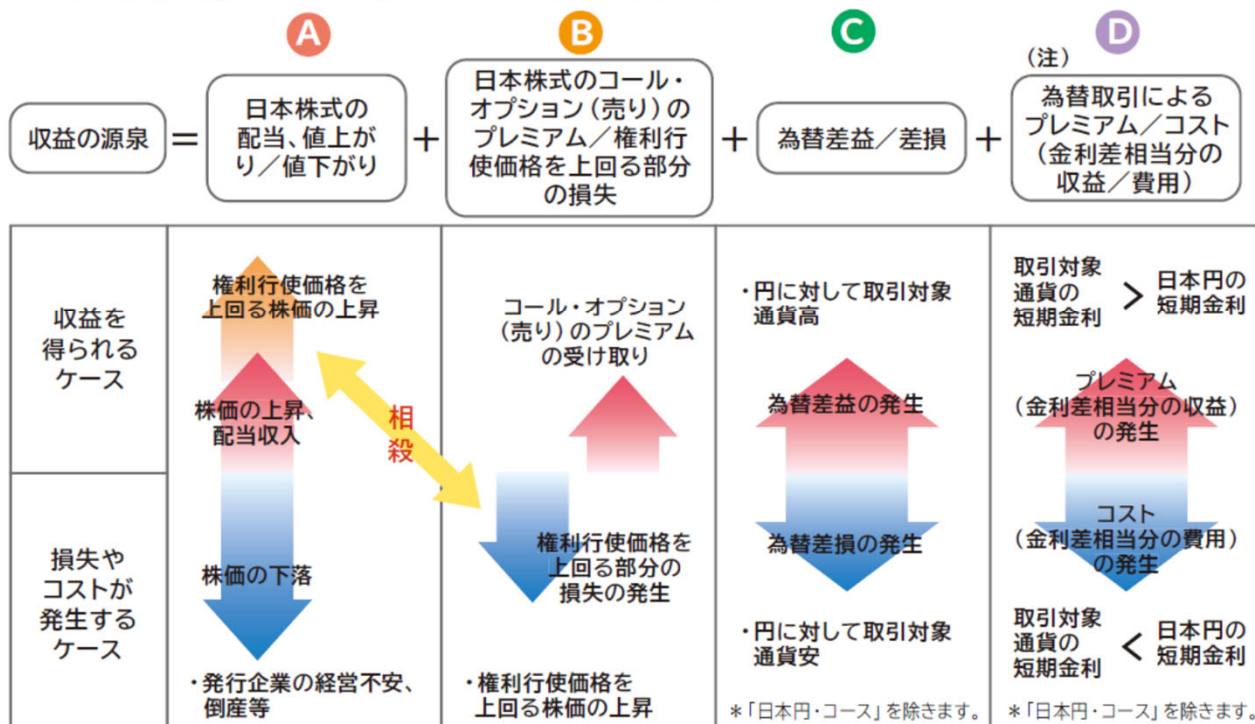 A
B
C
D
(注)
収益の源泉
=
日本株式の
配当、値上が
り/値下がり
+
日本株式のコール・
オプション(売り)の
プレミアム/権利行
使価格を上回る部分
の損失
+
為替差益/差損
+
為替取引による
プレミアム/コスト
(金利差相当分の
収益/費用)
収益を
得られる
ケース
権利行使価格を
上回る株価の上昇
株価の上昇、
配当収入
相
殺
コール・オプション
(売り)のプレミアム
の受け取り
・円に対して取引対象
通貨高
為替差益の発生
取引対象
通貨の
短期金利
>
日本円の
短期金利
プレミアム
(金利差相当分の収益)
の発生
損失や
コストが
発生する
ケース
株価の下落
・発行企業の経営不安、
倒産等
権利行使価格を
上回る部分の
損失の発生
・権利行使価格を
上回る株価の上昇
為替差損の発生
・円に対して取引対象
通貨安
*「日本円・コース」を除きます。
コスト
(金利差相当分の費用)
の発生
取引対象
通貨の
短期金利
<
日本円の
短期金利
*「日本円・コース」を除きます。